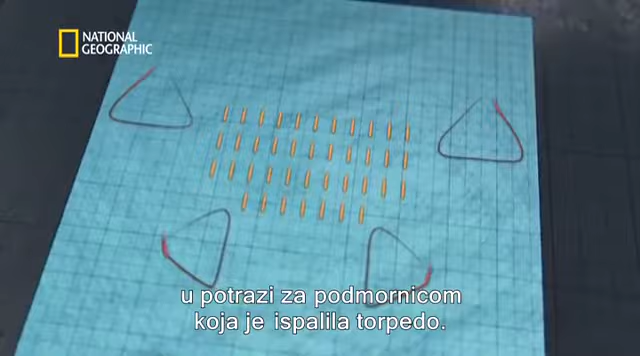 NATIONAL
GEOGRAPHIC
u potrazi za podmornicom
koja je ispalila torpedo.